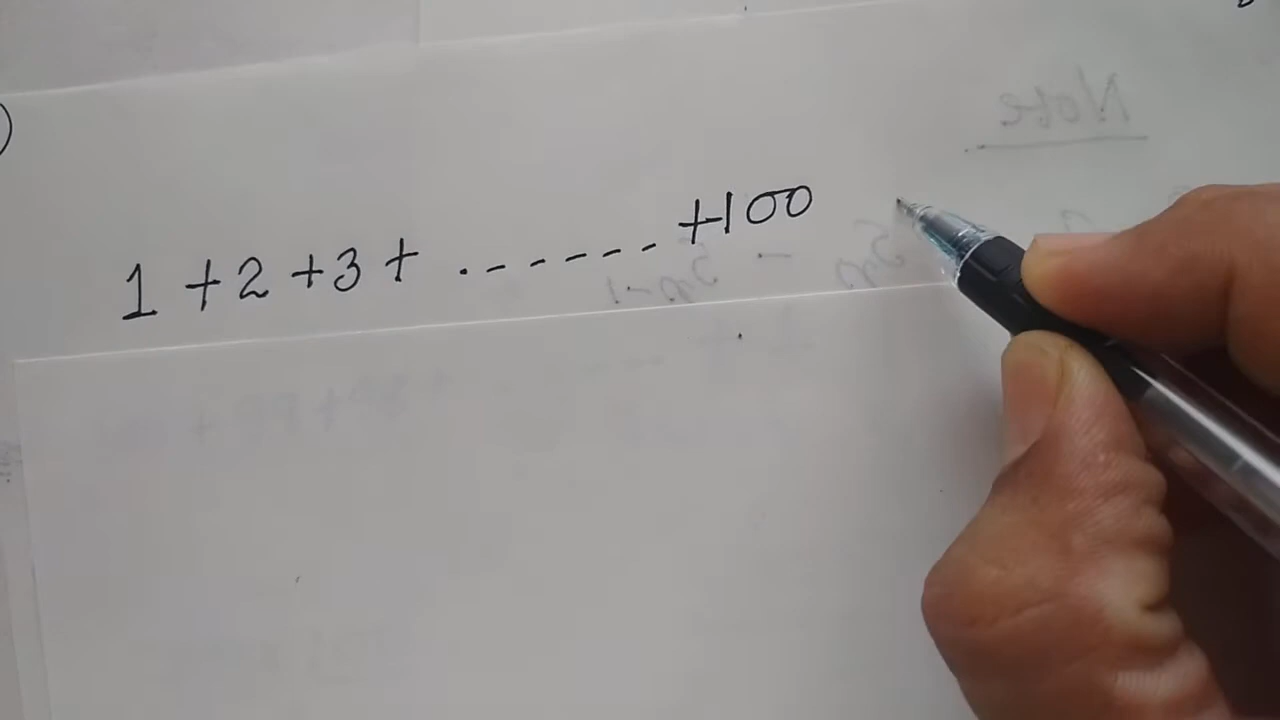 1 + 2 + 3 + . - - - - - - +100